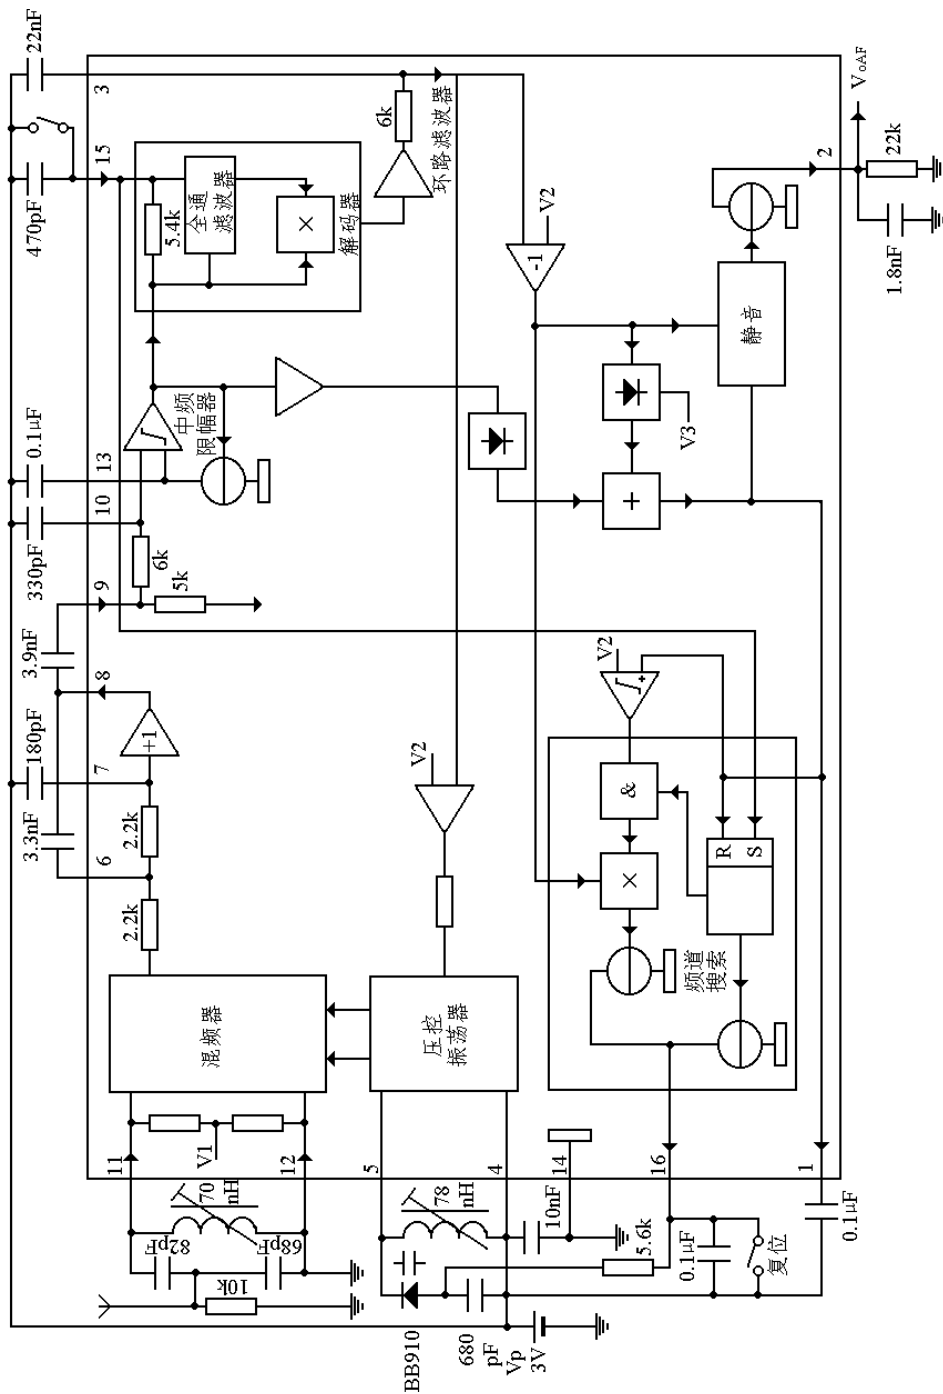 22nF
470pF
0.1μF
330pF
3.9nF
180pF
3.3nF
3
15
13
10
9
8
7
6
6k
环路滤波器
5.4k
全通
滤波器
×
解码器
中频
限幅器
6k
5k
+1
2.2k
2.2k
混频器
压控
振荡器
V2
V2
-1
V3
+
静音
2
VoAF
22k
1.8nF
V2
&
×
R
S
频道
搜索
11
V1
12
5
4
14
16
1
82pF
70
nH
68pF
10k
78
nH
10nF
5.6k
0.1μF
复位
0.1μF
BB910
680
pF
Vp
3V